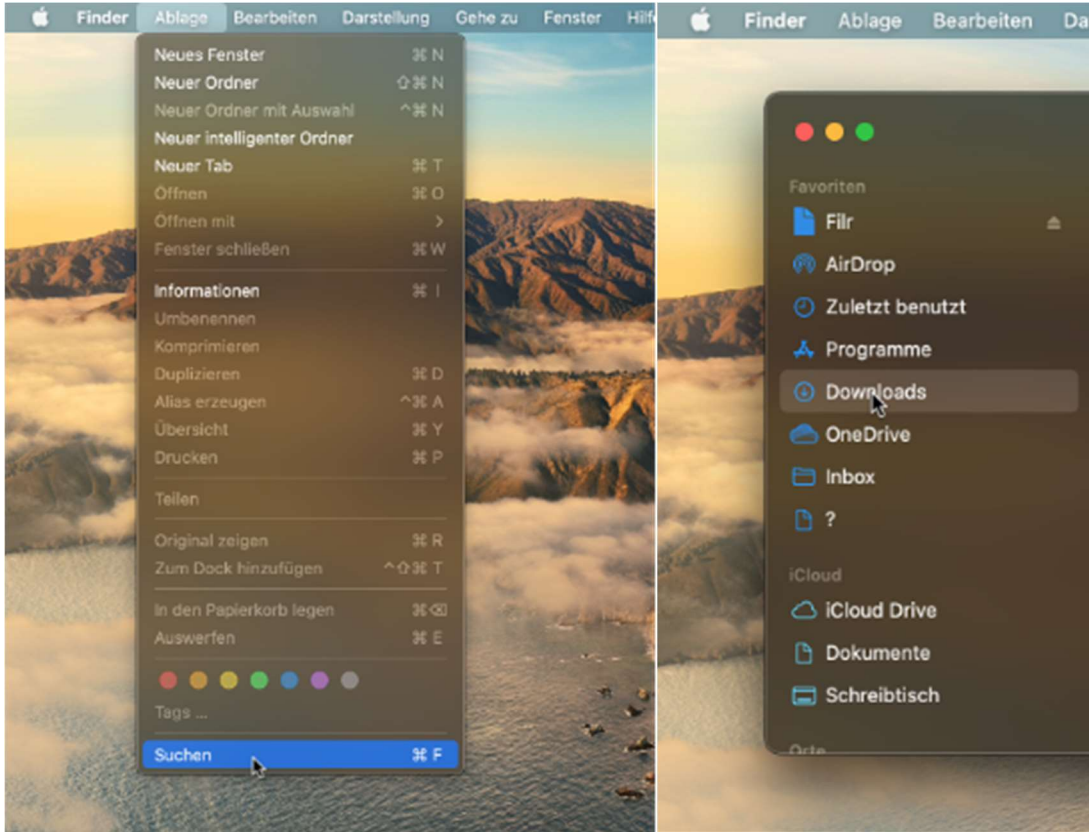 Finder Ablage Bearbeiten Darstellung Gehe zu Fenster Hilfe
Neues Fenster ⌘ N
Neuer Ordner ⇧⌘ N
Neuer Ordner mit Auswahl ^⌘ N
Neuer intelligenter Ordner
Neuer Tab ⌘ T
Öffnen ⌘ O
Öffnen mit >
Fenster schließen ⌘ W
Informationen ⌘ I
Umbenennen
Komprimieren
Duplizieren ⌘ D
Alias erzeugen ^⌘ A
Übersicht ⌘ Y
Drucken ⌘ P
Teilen
Original zeigen ⌘ R
Zum Dock hinzufügen ^⇧⌘ T
In den Papierkorb legen ⌘⌫
Auswerfen ⌘ E
Tags ...
Suchen ⌘ F
Finder Ablage Bearbeiten Da
Favoriten
Filr
AirDrop
Zuletzt benutzt
Programme
Downloads
OneDrive
Inbox
?
iCloud
iCloud Drive
Dokumente
Schreibtisch
Orte